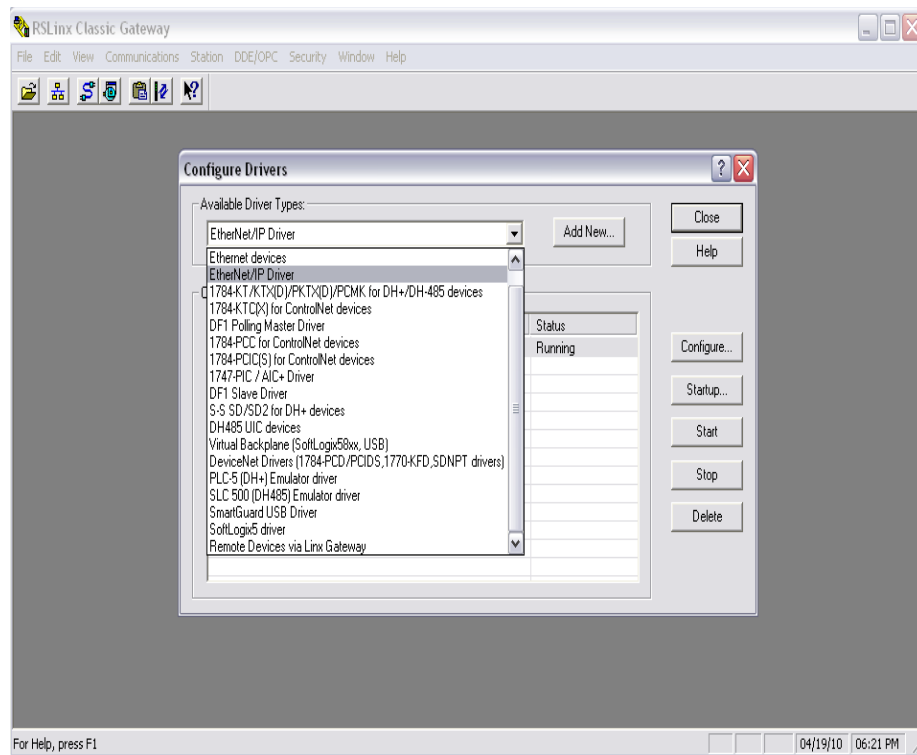 RSLinx Classic Gateway
File Edit View Communications Station DDE/OPC Security Window Help
Configure Drivers
Available Driver Types:
EtherNet/IP Driver
Add New...
Close
Help
Ethernet devices
EtherNet/IP Driver
1784-KT/KTX(D)/PKTX(D)/PCMK for DH+/DH-485 devices
1784-KTC(X) for ControlNet devices
DF1 Polling Master Driver
1784-PCC for ControlNet devices
1784-PCIC(S) for ControlNet devices
1747-PIC / AIC+ Driver
DF1 Slave Driver
S-S SD/SD2 for DH+ devices
DH485 UIC devices
Virtual Backplane (SoftLogix58xx, USB)
DeviceNet Drivers (1784-PCD/PCIDS,1770-KFD,SDNPT drivers)
PLC-5 (DH+) Emulator driver
SLC 500 (DH485) Emulator driver
SmartGuard USB Driver
SoftLogix5 driver
Remote Devices via Linx Gateway
Status
Running
Configure...
Startup...
Start
Stop
Delete
For Help, press F1
04/19/10 06:21 PM